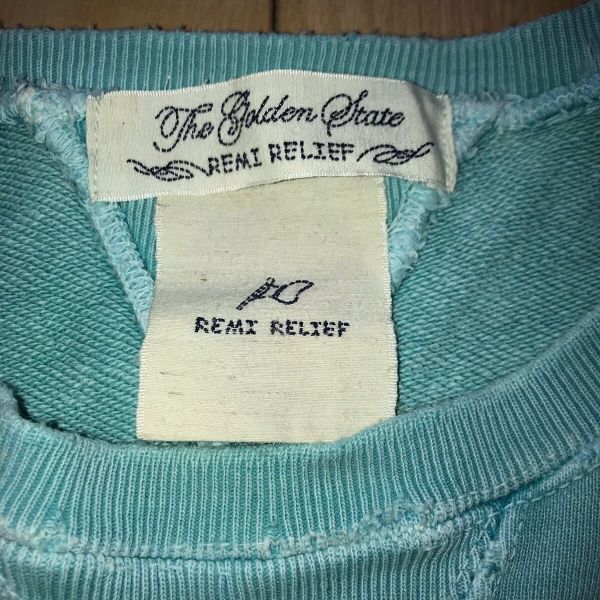 The Golden State
REMI RELIEF
REMI RELIEF